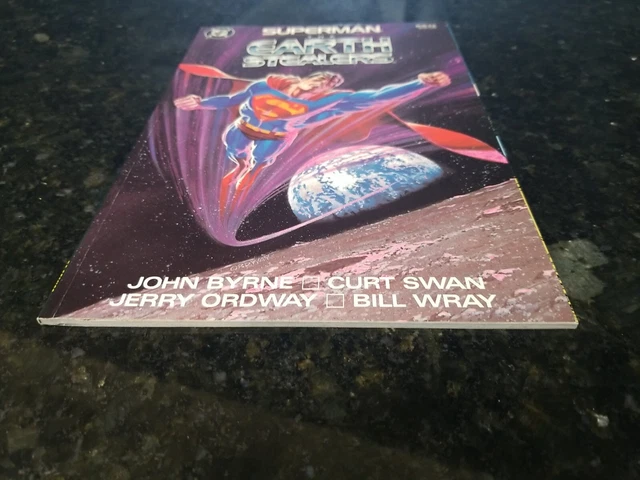 SUPERMAN
EARTH
STEALERS
JOHN BYRNE □ CURT SWAN
JERRY ORDWAY □ BILL WRAY